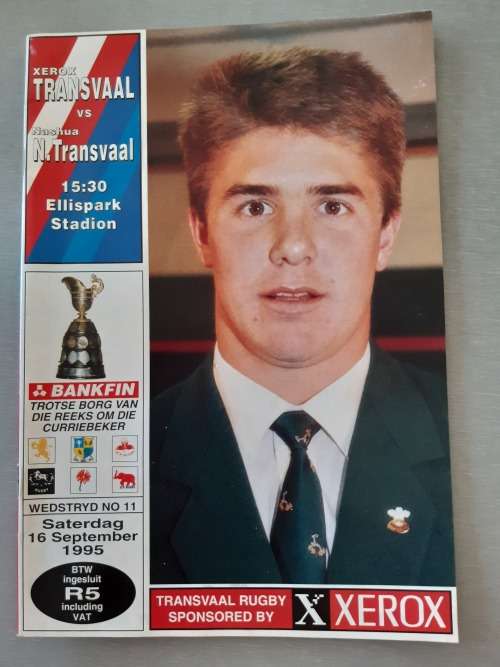 XEROX
TRANSVAAL
VS
Nashua
N.Transvaal
15:30
Ellispark
Stadion
BANKFIN
TROTSE BORG VAN
DIE REEKS OM DIE
CURRIEBEKER
WEDSTRYD NO 11
Saterdag
16 September
1995
BTW
ingesluit
R5
including
VAT
TRANSVAAL RUGBY
SPONSORED BY
X XEROX